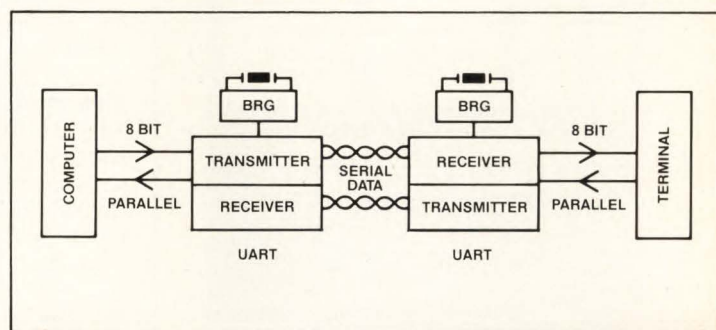 BRG
BRG
COMPUTER
8 BIT
PARALLEL
TRANSMITTER
RECEIVER
UART
SERIAL
DATA
RECEIVER
TRANSMITTER
UART
8 BIT
PARALLEL
TERMINAL